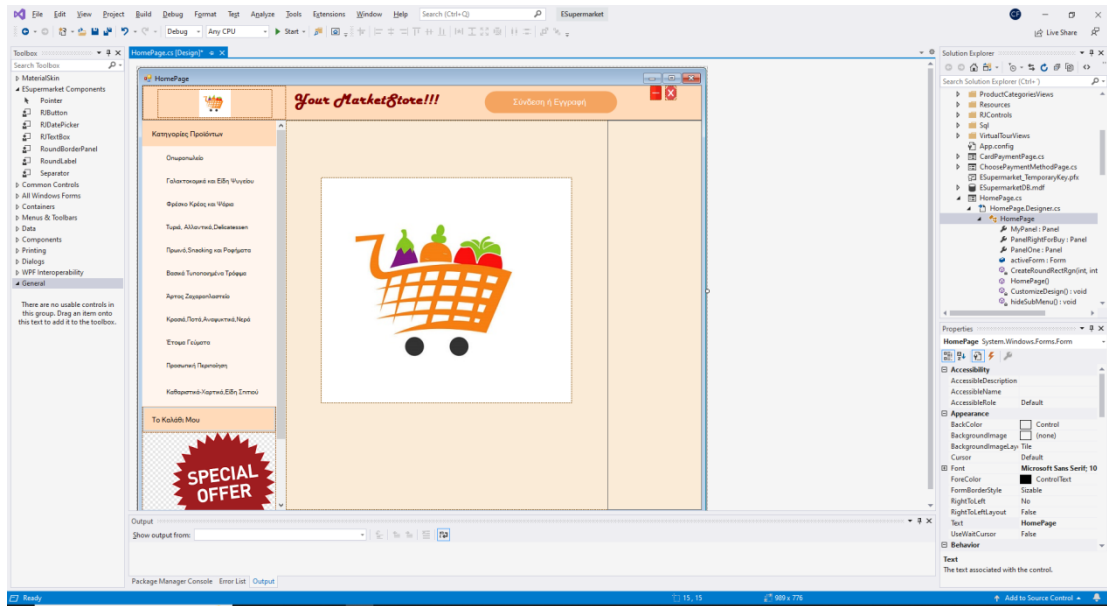 File Edit View Project Build Debug Format Test Analyze Tools Extensions Window Help Search (Ctrl+Q) ESupermarket CF
Debug Any CPU Start Live Share
Toolbox
Search Toolbox
MaterialSkin
ESupermarket Components
Pointer
RJButton
RJDatePicker
RJTextBox
RoundBorderPanel
RoundLabel
Separator
Common Controls
All Windows Forms
Containers
Menus & Toolbars
Data
Components
Printing
Dialogs
WPF Interoperability
General
There are no usable controls in
this group. Drag an item onto
this text to add it to the toolbox.
HomePage.cs [Design]*
HomePage
Your MarketStore!!!
Σύνδεση ή Εγγραφή
Κατηγορίες Προϊόντων
Οπωροπωλείο
Γαλακτοκομικά και Είδη Ψυγείου
Φρέσκο Κρέας και Ψάρια
Τυριά, Αλλαντικά,Delicatessen
Πρωινό,Snacking και Ροφήματα
Βασικά Τυποποιημένα Τρόφιμα
Άρτος Ζαχαροπλαστείο
Κρασιά,Ποτά,Αναψυκτικά,Νερά
Έτοιμα Γεύματα
Προσωπική Περιποίηση
Καθαριστικά-Χαρτικά,Είδη Σπιτιού
Το Καλάθι Μου
SPECIAL
OFFER
Output
Show output from:
Package Manager Console Error List Output
Solution Explorer
Search Solution Explorer (Ctrl+)
ProductCategoriesViews
Resources
RJControls
Sql
VirtualTourViews
App.config
CardPaymentPage.cs
ChoosePaymentMethodPage.cs
ESupermarket_TemporaryKey.pfx
ESupermarketDB.mdf
HomePage.cs
HomePage.Designer.cs
HomePage
MyPanel : Panel
PanelRightForBuy : Panel
PanelOne : Panel
activeForm : Form
CreateRoundRectRgn(int, int
HomePage()
CustomizeDesign() : void
hideSubMenu() : void
Properties
HomePage System.Windows.Forms.Form
Accessibility
AccessibleDescription
AccessibleName
AccessibleRole Default
Appearance
BackColor Control
BackgroundImage (none)
BackgroundImageLay Tile
Cursor Default
Font Microsoft Sans Serif; 10
ForeColor ControlText
FormBorderStyle Sizable
RightToLeft No
RightToLeftLayout False
Text HomePage
UseWaitCursor False
Behavior
Text
The text associated with the control.
Ready 15 , 15 989 x 776 Add to Source Control